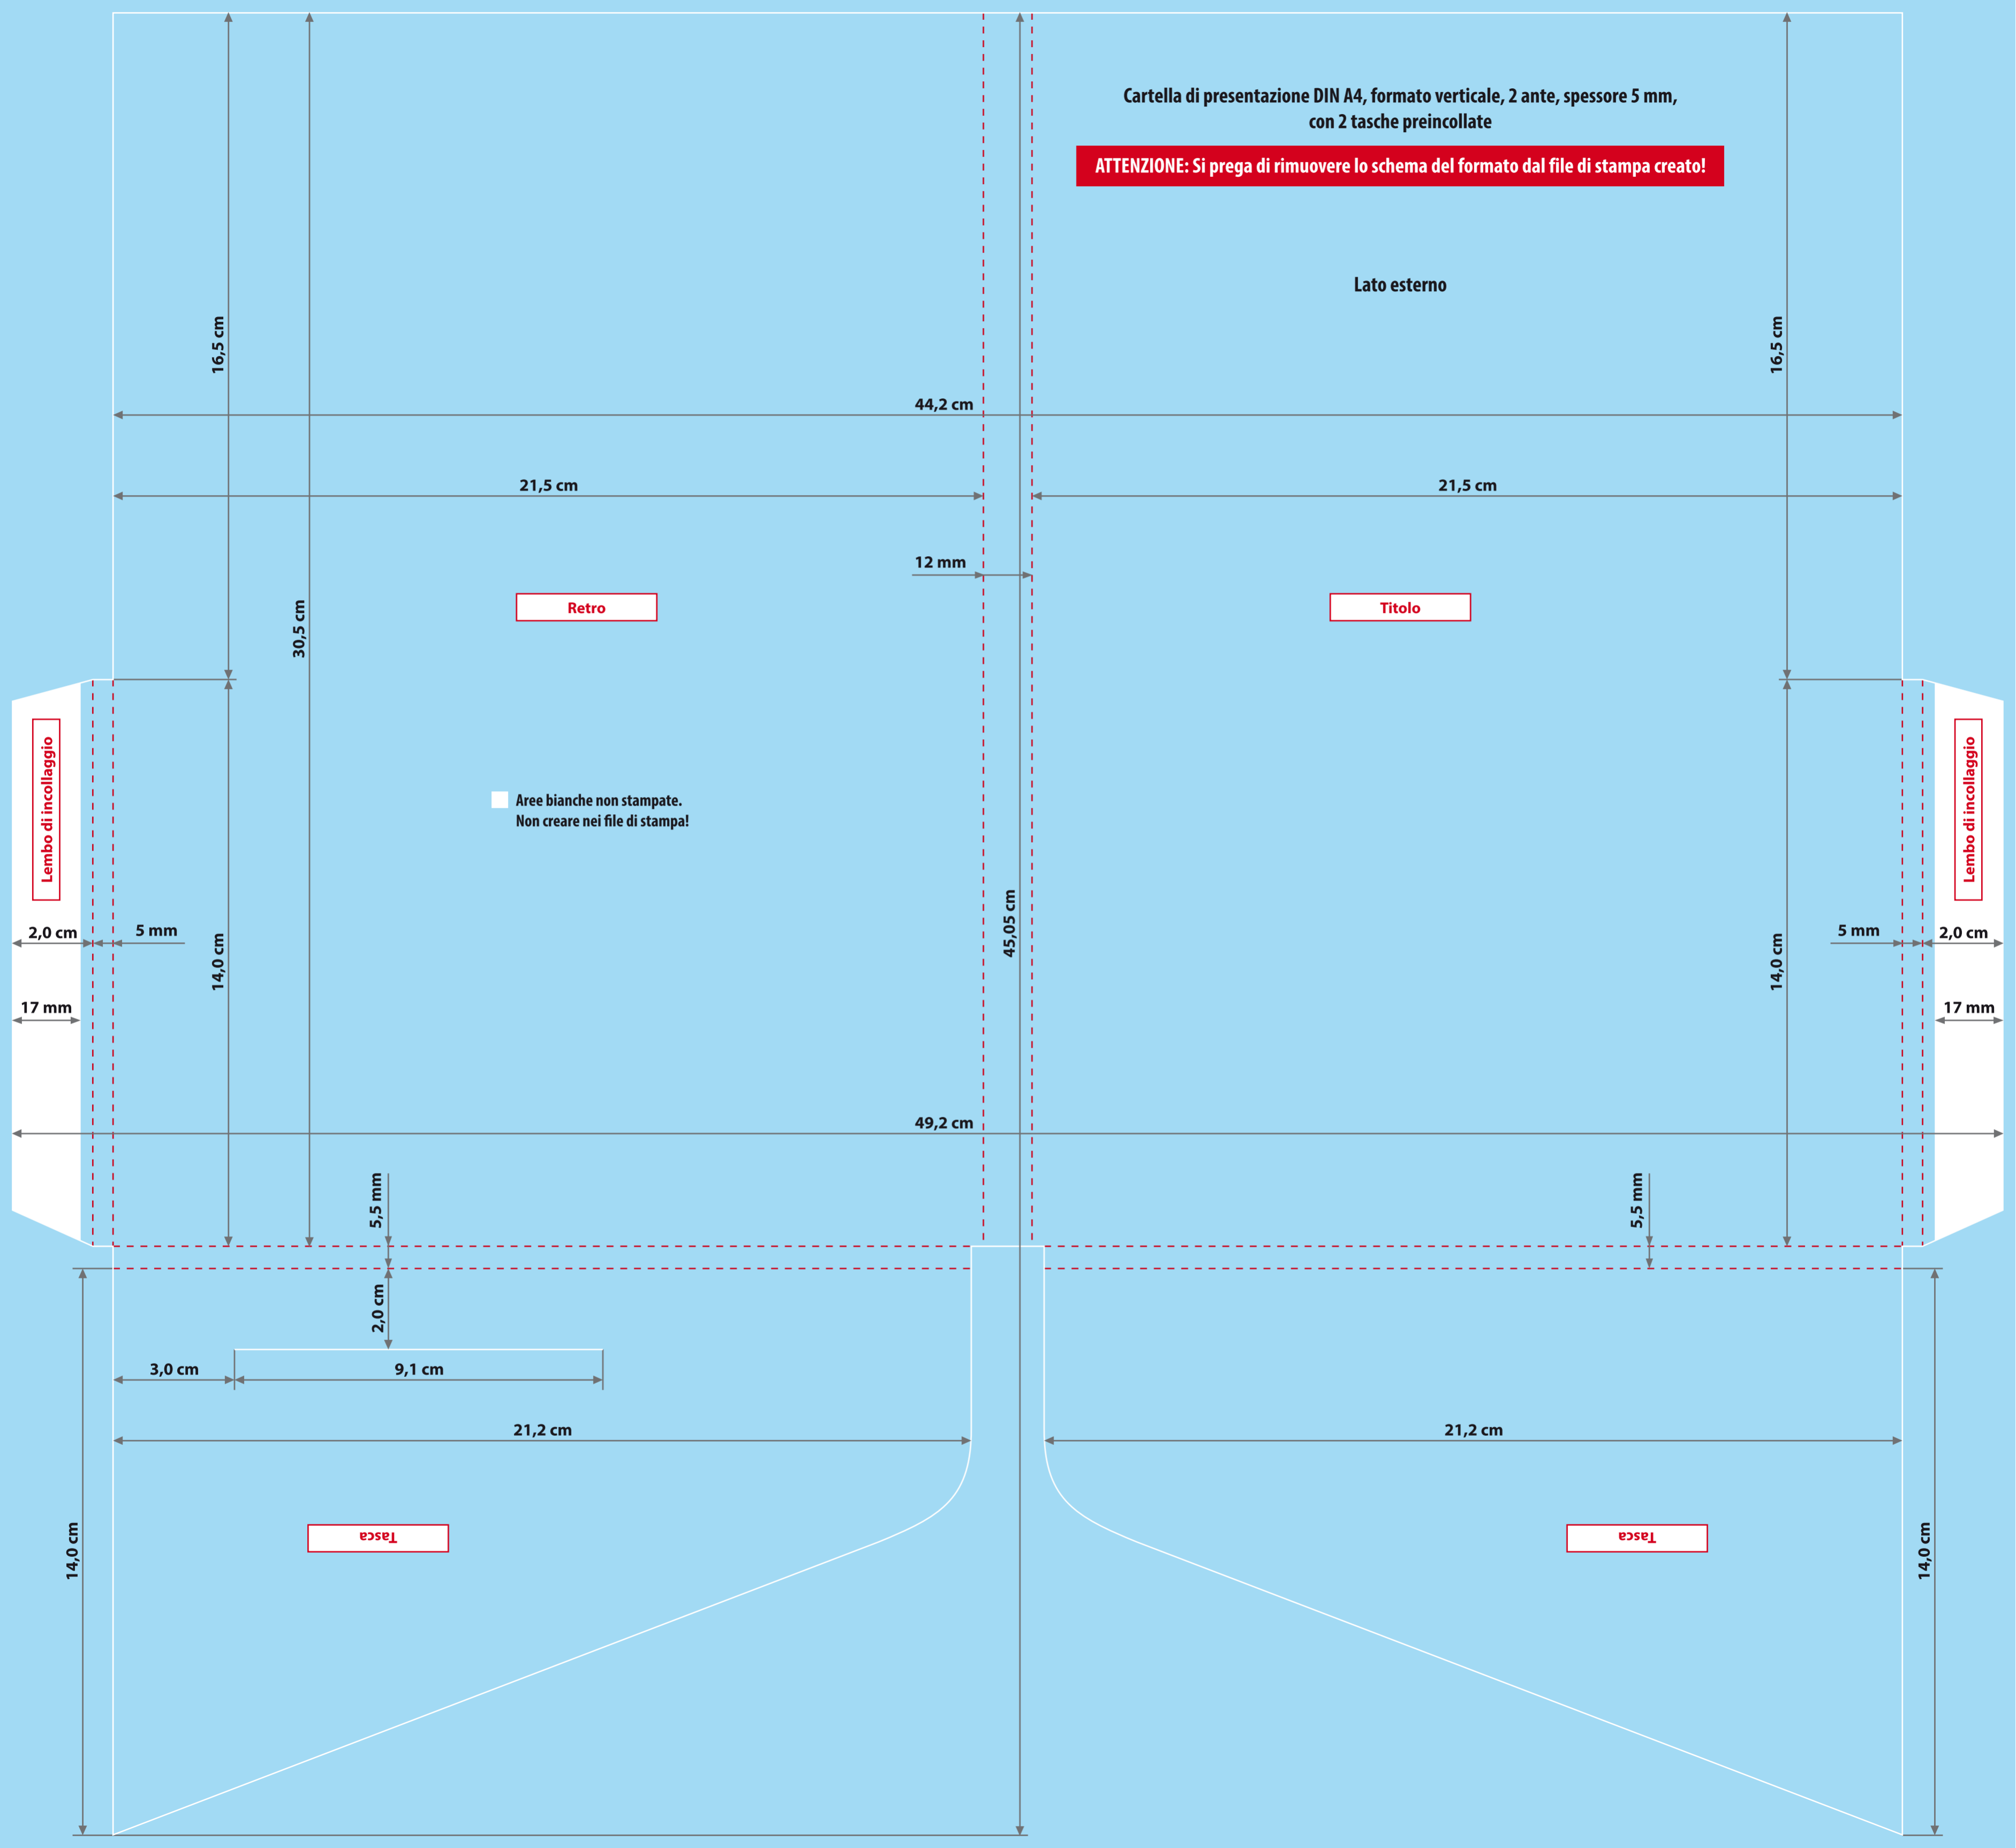 Cartella di presentazione DIN A4, formato verticale, 2 ante, spessore 5 mm,
con 2 tasche preincollate
ATTENZIONE: Si prega di rimuovere lo schema del formato dal file di stampa creato!
Lato esterno
16,5 cm
16,5 cm
44,2 cm
21,5 cm
21,5 cm
12 mm
30,5 cm
Retro
Titolo
Lembo di incollaggio
Aree bianche non stampate.
Non creare nei file di stampa!
Lembo di incollaggio
2,0 cm
5 mm
14,0 cm
45,05 cm
14,0 cm
5 mm
2,0 cm
17 mm
17 mm
49,2 cm
5,5 mm
5,5 mm
2,0 cm
3,0 cm
9,1 cm
21,2 cm
21,2 cm
14,0 cm
Tasca
Tasca
14,0 cm